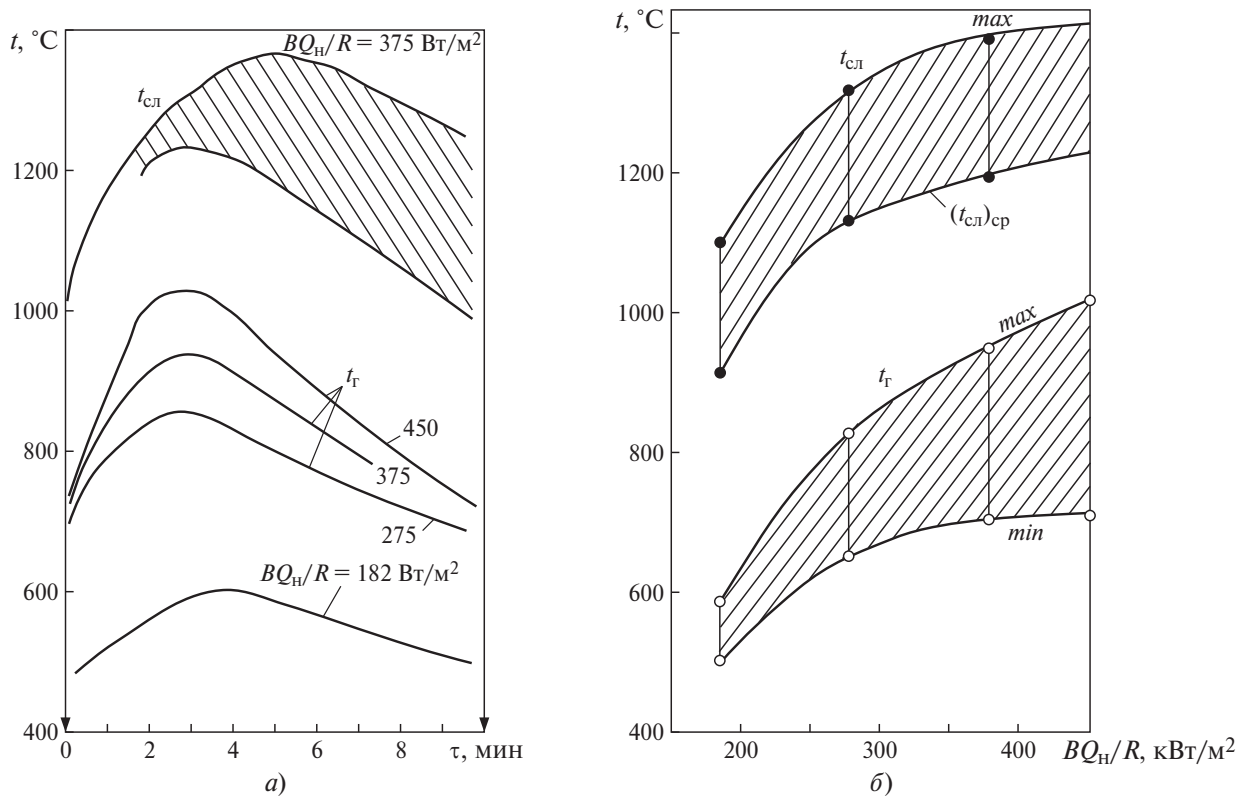 t, °C
BQн/R = 375 Вт/м²
tсл
1200
1000
tг
800
450
375
275
BQн/R = 182 Вт/м²
600
400
0 2 4 6 8 τ, мин
а)
t, °C
max
tсл
1200
(tсл)ср
1000
max
tг
800
min
600
400
200 300 400 BQн/R, кВт/м²
б)